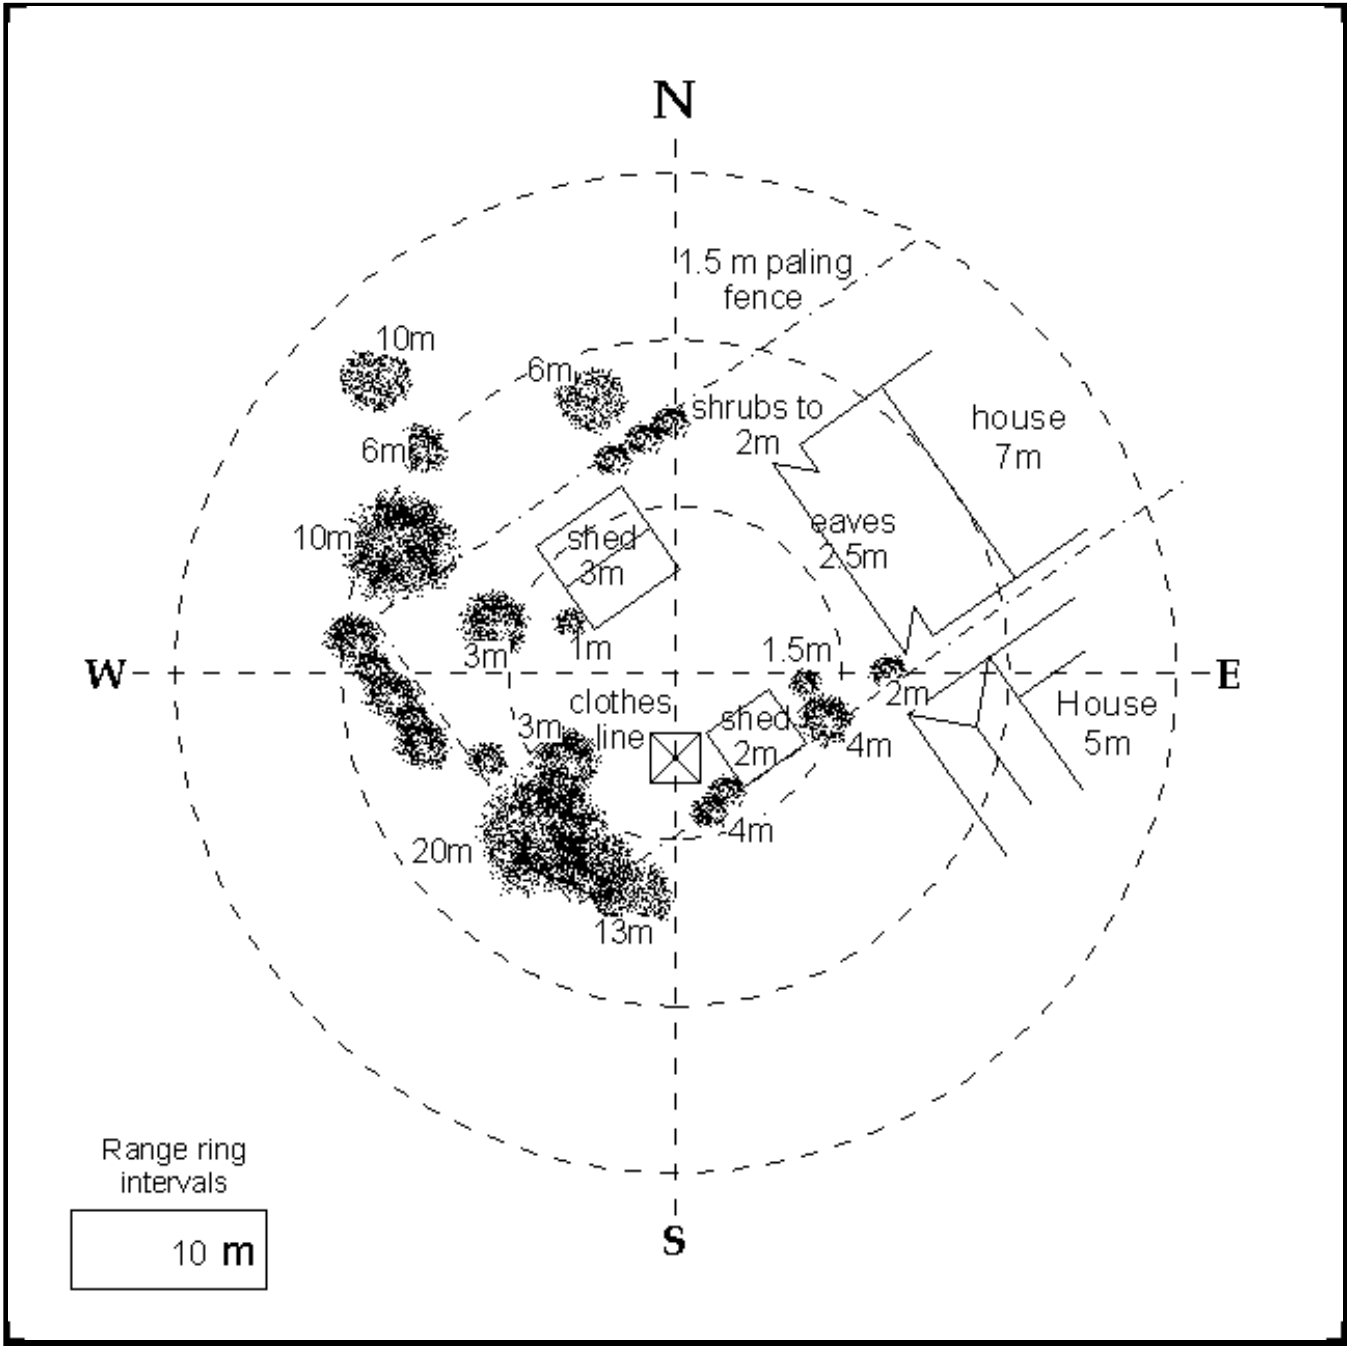 N
1.5 m paling
fence
10m
6m
shrubs to
2m
house
7m
6m
10m
eaves
2.5m
shed
3m
1m
3m
1.5m
W
E
2m
clothes
line
3m
shed
2m
4m
House
5m
4m
20m
13m
Range ring
intervals
10 m
S